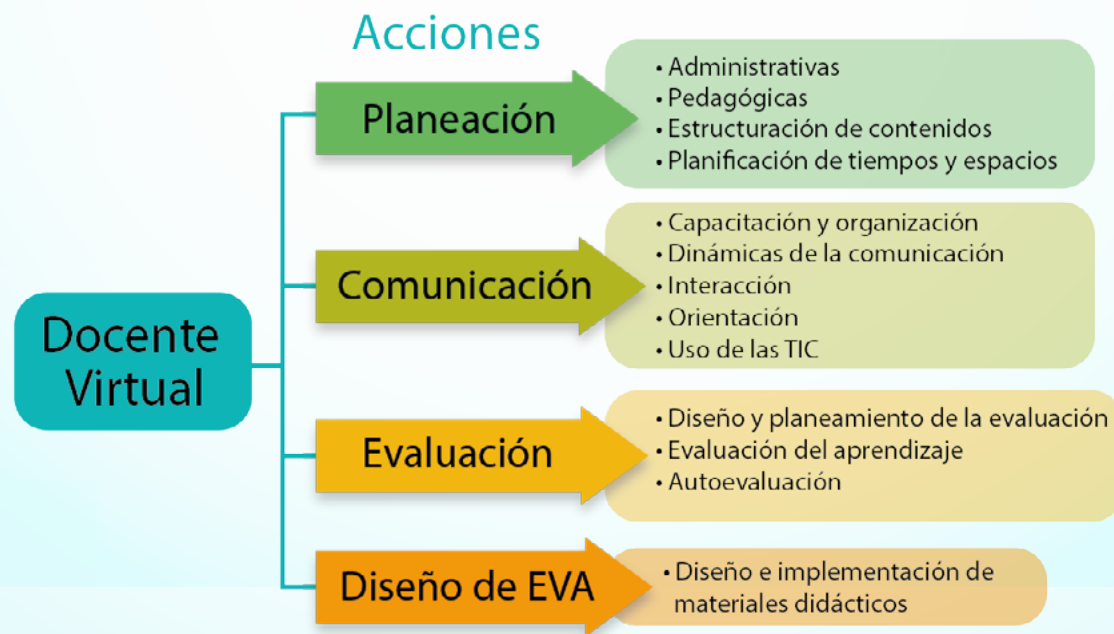 Acciones
Docente
Virtual
Planeación
• Administrativas
• Pedagógicas
• Estructuración de contenidos
• Planificación de tiempos y espacios
Comunicación
• Capacitación y organización
• Dinámicas de la comunicación
• Interacción
• Orientación
• Uso de las TIC
Evaluación
• Diseño y planeamiento de la evaluación
• Evaluación del aprendizaje
• Autoevaluación
Diseño de EVA
• Diseño e implementación de
materiales didácticos